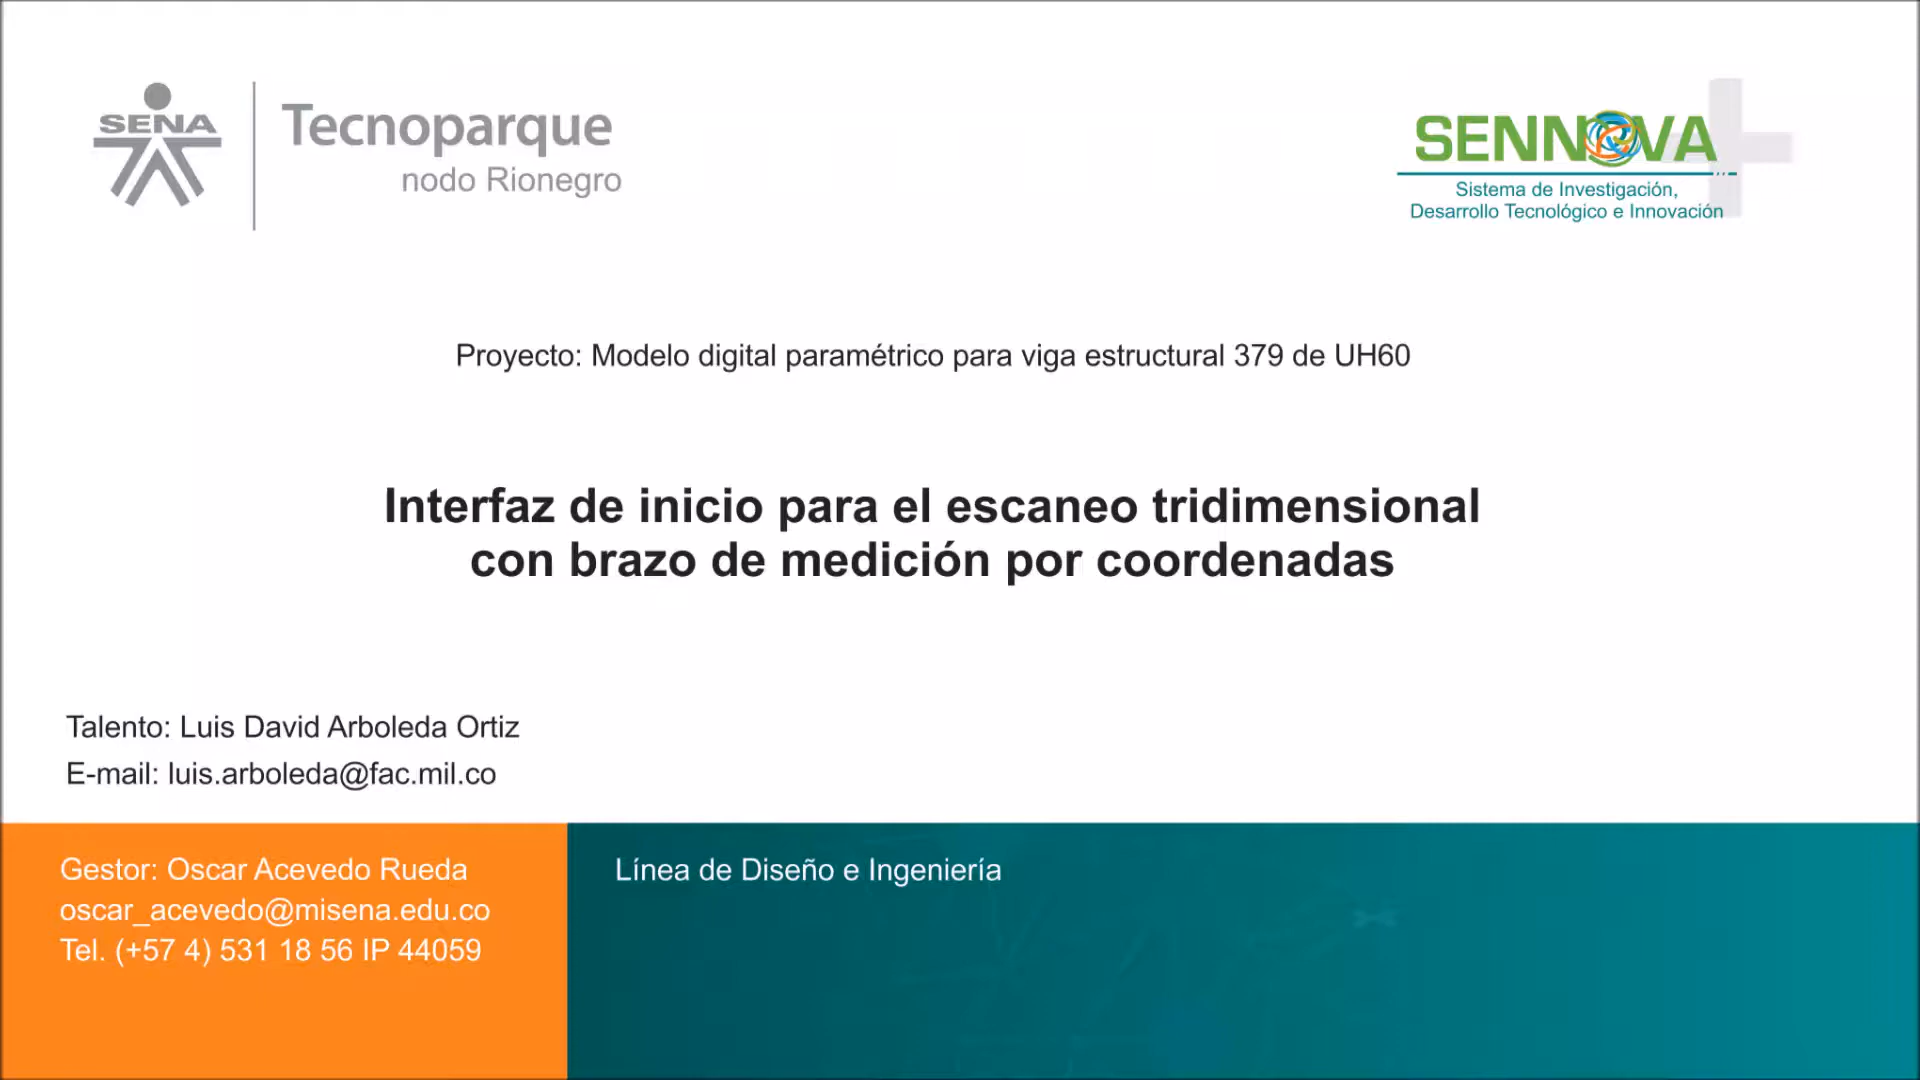 SENA
Tecnoparque
nodo Rionegro
SENNOVA
Sistema de Investigación,
Desarrollo Tecnológico e Innovación
Proyecto: Modelo digital paramétrico para viga estructural 379 de UH60
Interfaz de inicio para el escaneo tridimensional
con brazo de medición por coordenadas
Talento: Luis David Arboleda Ortiz
E-mail: luis.arboleda@fac.mil.co
Gestor: Oscar Acevedo Rueda
oscar_acevedo@misena.edu.co
Tel. (+57 4) 531 18 56 IP 44059
Línea de Diseño e Ingeniería